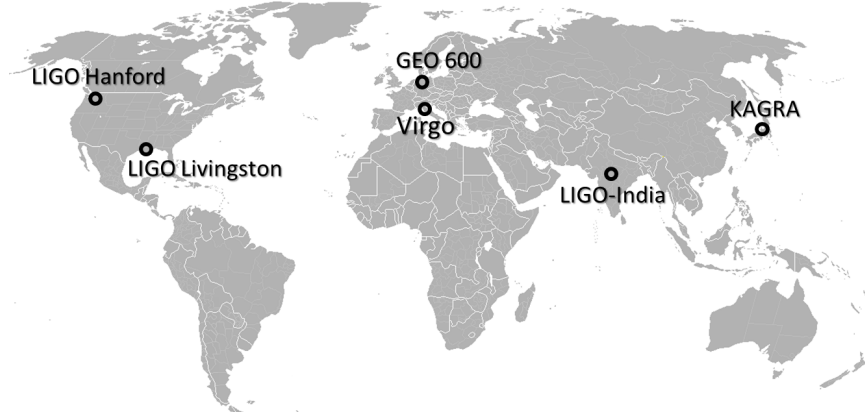 GEO 600
LIGO Hanford
KAGRA
Virgo
LIGO Livingston
LIGO-India